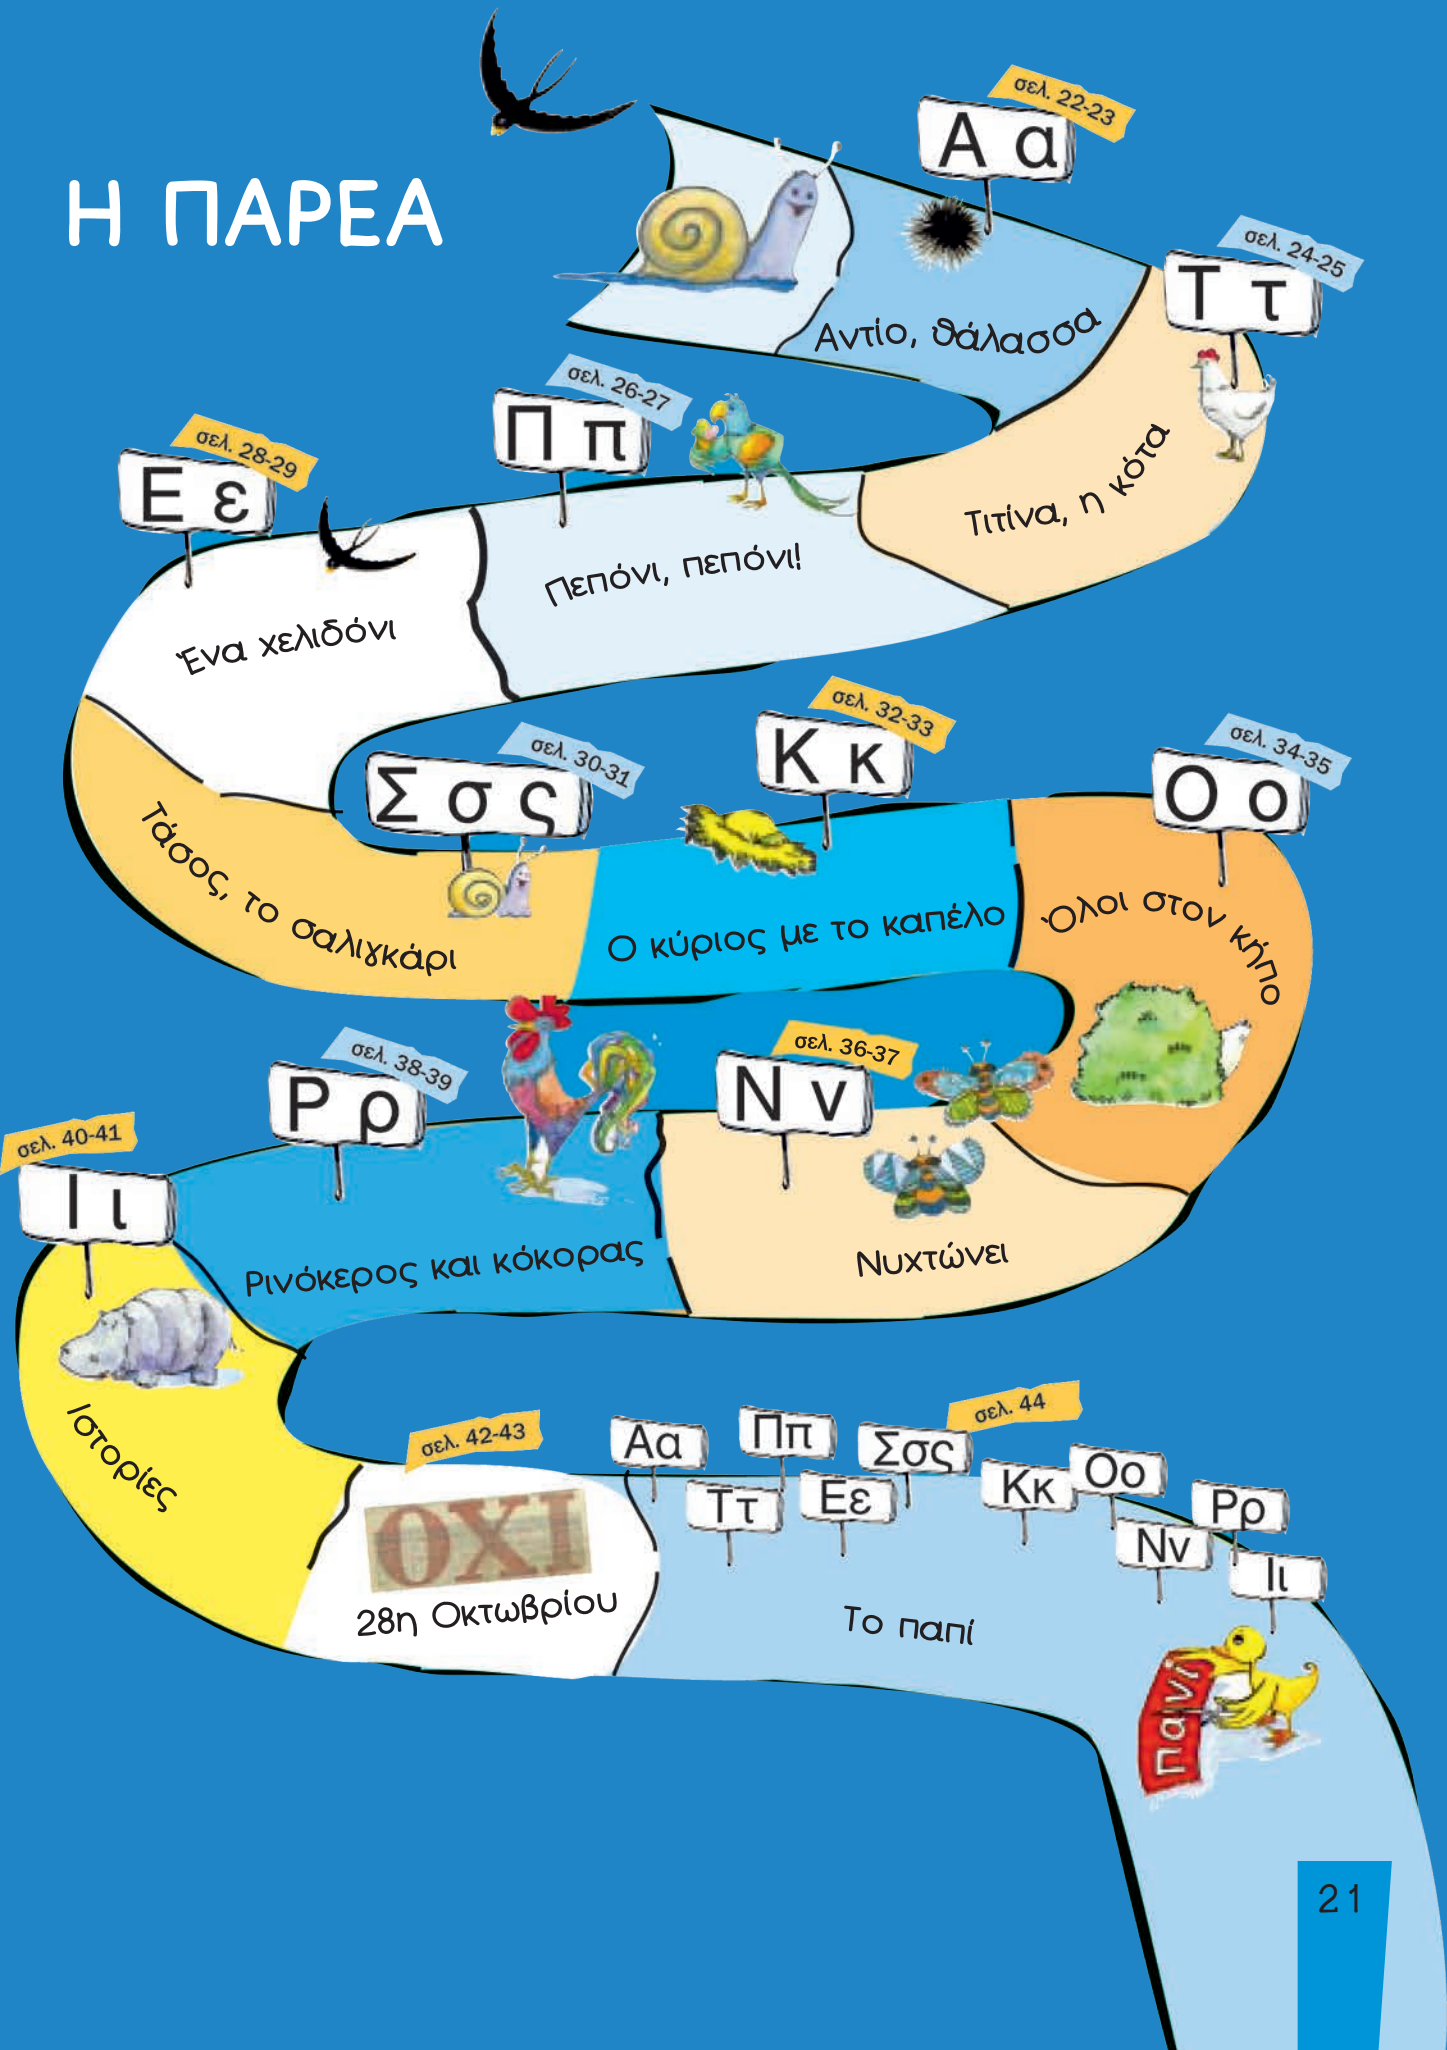 Η ΠΑΡΕΑ
σελ. 22-23
Α α
Αντίο, θάλασσα
σελ. 24-25
Τ τ
Τιτίνα, η κότα
σελ. 26-27
Π π
Πεπόνι, πεπόνι!
σελ. 28-29
Ε ε
Ένα χελιδόνι
σελ. 30-31
Σ σ ς
Τάσος, το σαλιγκάρι
σελ. 32-33
Κ κ
Ο κύριος με το καπέλο
σελ. 34-35
Ο ο
Όλοι στον κήπο
σελ. 36-37
Ν ν
Νυχτώνει
σελ. 38-39
Ρ ρ
Ρινόκερος και κόκορας
σελ. 40-41
Ι ι
Ιστορίες
σελ. 42-43
ΟΧΙ
28η Οκτωβρίου
σελ. 44
Αα
Ττ
Ππ
Εε
Σσς
Κκ
Οο
Νν
Ρρ
Ιι
Το παπί
πανί
21